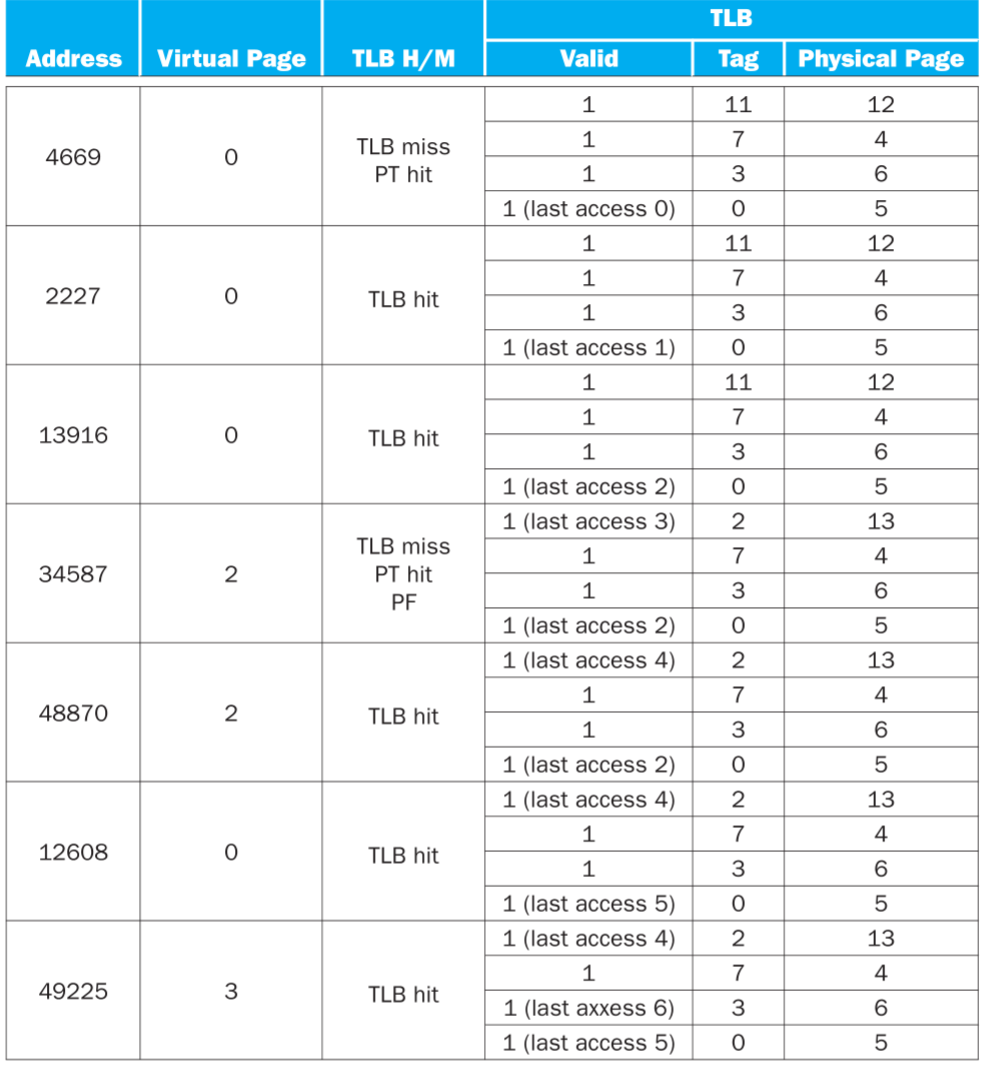 TLB
Address Virtual Page TLB H/M Valid Tag Physical Page
4669 0 TLB miss PT hit
1 11 12
1 7 4
1 3 6
1 (last access 0) 0 5
2227 0 TLB hit
1 11 12
1 7 4
1 3 6
1 (last access 1) 0 5
13916 0 TLB hit
1 11 12
1 7 4
1 3 6
1 (last access 2) 0 5
34587 2 TLB miss PT hit PF
1 (last access 3) 2 13
1 7 4
1 3 6
1 (last access 2) 0 5
48870 2 TLB hit
1 (last access 4) 2 13
1 7 4
1 3 6
1 (last access 2) 0 5
12608 0 TLB hit
1 (last access 4) 2 13
1 7 4
1 3 6
1 (last access 5) 0 5
49225 3 TLB hit
1 (last access 4) 2 13
1 7 4
1 (last axxess 6) 3 6
1 (last access 5) 0 5